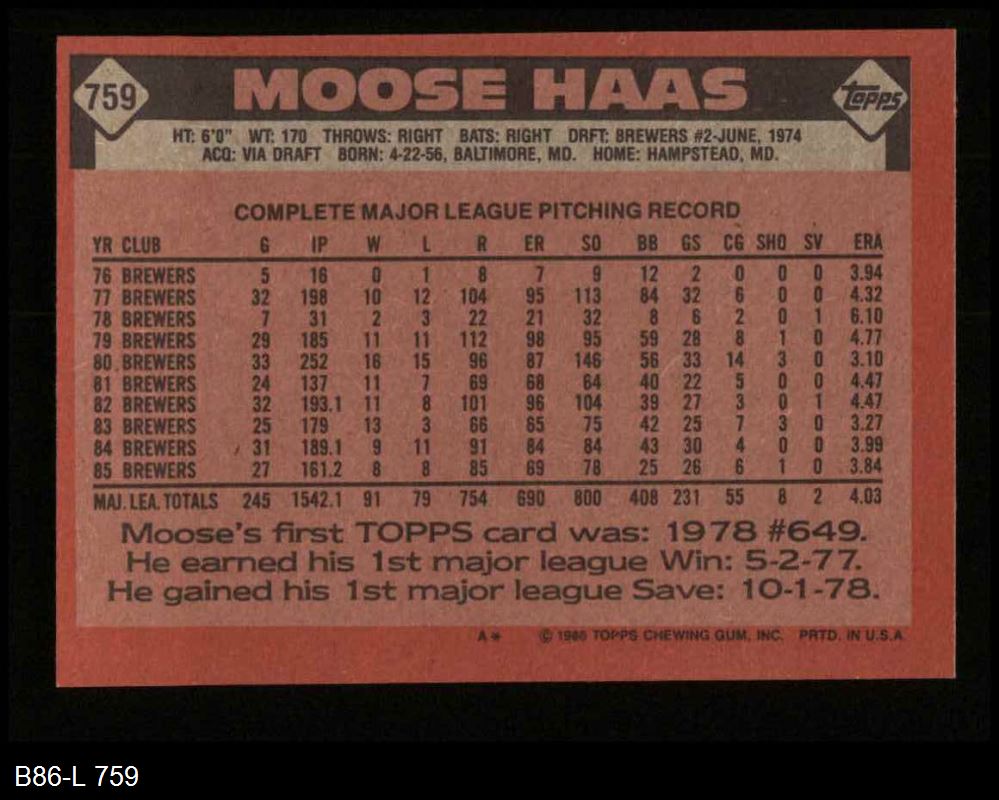 759 MOOSE HAAS Topps
HT: 6'0" WT: 170 THROWS: RIGHT BATS: RIGHT DRFT: BREWERS #2-JUNE, 1974
ACQ: VIA DRAFT BORN: 4-22-56, BALTIMORE, MD. HOME: HAMPSTEAD, MD.
COMPLETE MAJOR LEAGUE PITCHING RECORD
YR CLUB G IP W L R ER SO BB GS CG SHO SV ERA
76 BREWERS 5 16 0 1 8 7 9 12 2 0 0 0 3.94
77 BREWERS 32 198 10 12 104 95 113 84 32 6 0 0 4.32
78 BREWERS 7 31 2 3 22 21 32 8 6 2 0 1 6.10
79 BREWERS 29 185 11 11 112 98 95 59 28 8 1 0 4.77
80 BREWERS 33 252 16 15 96 87 146 56 33 14 3 0 3.10
81 BREWERS 24 137 11 7 69 68 64 40 22 5 0 0 4.47
82 BREWERS 32 193.1 11 8 101 96 104 39 27 3 0 1 4.47
83 BREWERS 25 179 13 3 66 65 75 42 25 7 3 0 3.27
84 BREWERS 31 189.1 9 11 91 84 84 43 30 4 0 0 3.99
85 BREWERS 27 161.2 8 8 85 69 78 25 26 6 1 0 3.84
MAJ. LEA. TOTALS 245 1542.1 91 79 754 690 800 408 231 55 8 2 4.03
Moose's first TOPPS card was: 1978 #649.
He earned his 1st major league Win: 5-2-77.
He gained his 1st major league Save: 10-1-78.
A* © 1986 TOPPS CHEWING GUM, INC. PRTD. IN U.S.A.
B86-L 759